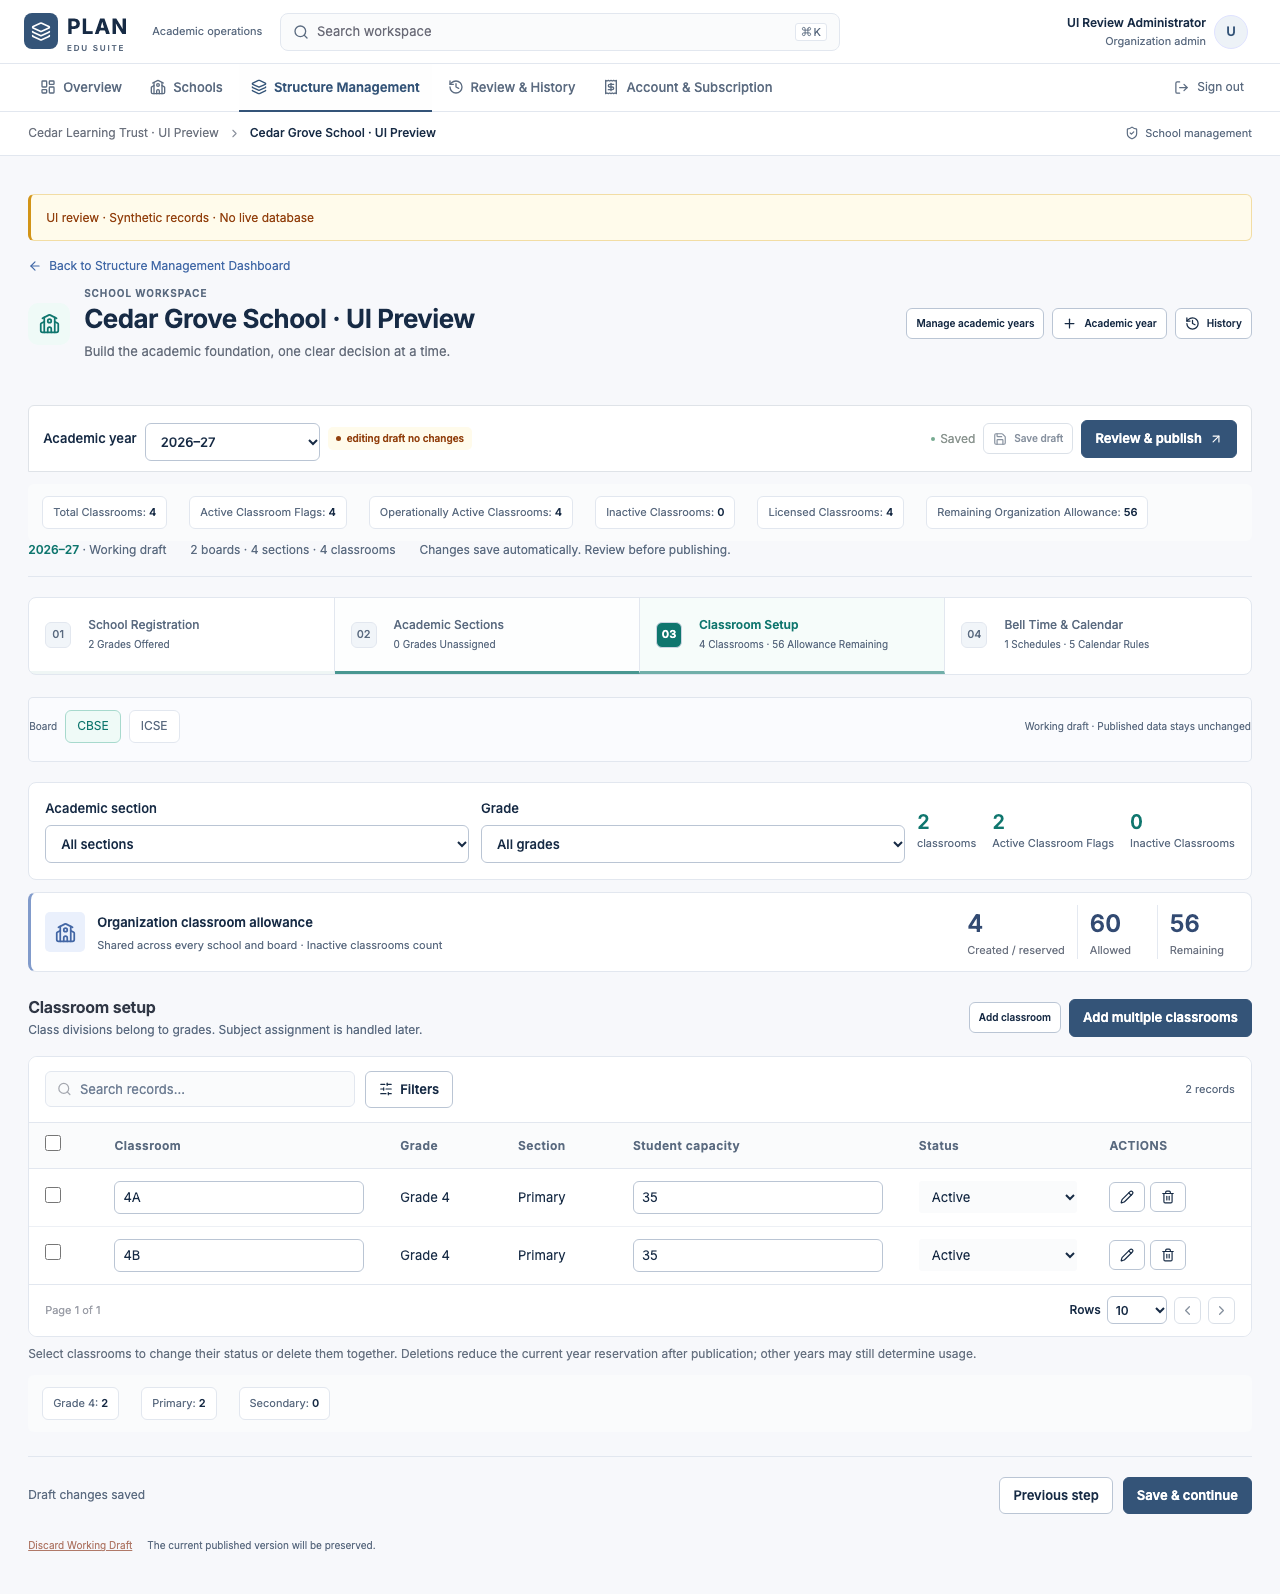 PLAN
EDU SUITE
Academic operations
Search workspace
⌘K
UI Review Administrator
Organization admin
U
Overview
Schools
Structure Management
Review & History
Account & Subscription
Sign out
Cedar Learning Trust · UI Preview
Cedar Grove School · UI Preview
School management
UI review · Synthetic records · No live database
Back to Structure Management Dashboard
SCHOOL WORKSPACE
Cedar Grove School · UI Preview
Build the academic foundation, one clear decision at a time.
Manage academic years
Academic year
History
Academic year
2026–27
editing draft no changes
Saved
Save draft
Review & publish
Total Classrooms: 4
Active Classroom Flags: 4
Operationally Active Classrooms: 4
Inactive Classrooms: 0
Licensed Classrooms: 4
Remaining Organization Allowance: 56
2026–27 · Working draft
2 boards · 4 sections · 4 classrooms
Changes save automatically. Review before publishing.
01
School Registration
2 Grades Offered
02
Academic Sections
0 Grades Unassigned
03
Classroom Setup
4 Classrooms · 56 Allowance Remaining
04
Bell Time & Calendar
1 Schedules · 5 Calendar Rules
Board
CBSE
ICSE
Working draft · Published data stays unchanged
Academic section
All sections
Grade
All grades
2
classrooms
2
Active Classroom Flags
0
Inactive Classrooms
Organization classroom allowance
Shared across every school and board · Inactive classrooms count
4
Created / reserved
60
Allowed
56
Remaining
Classroom setup
Class divisions belong to grades. Subject assignment is handled later.
Add classroom
Add multiple classrooms
Search records...
Filters
2 records
Classroom Grade Section Student capacity Status ACTIONS
4A Grade 4 Primary 35 Active
4B Grade 4 Primary 35 Active
Page 1 of 1
Rows
10
Select classrooms to change their status or delete them together. Deletions reduce the current year reservation after publication; other years may still determine usage.
Grade 4: 2
Primary: 2
Secondary: 0
Draft changes saved
Previous step
Save & continue
Discard Working Draft
The current published version will be preserved.